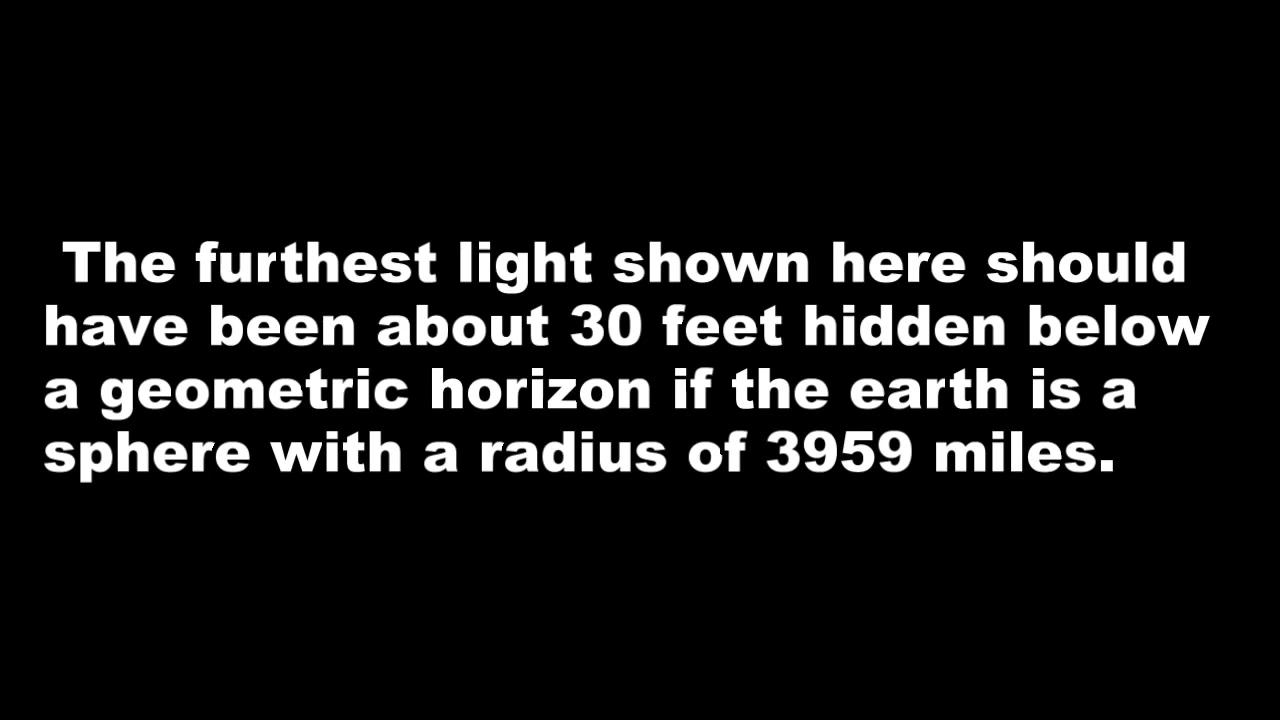 The furthest light shown here should
have been about 30 feet hidden below
a geometric horizon if the earth is a
sphere with a radius of 3959 miles.